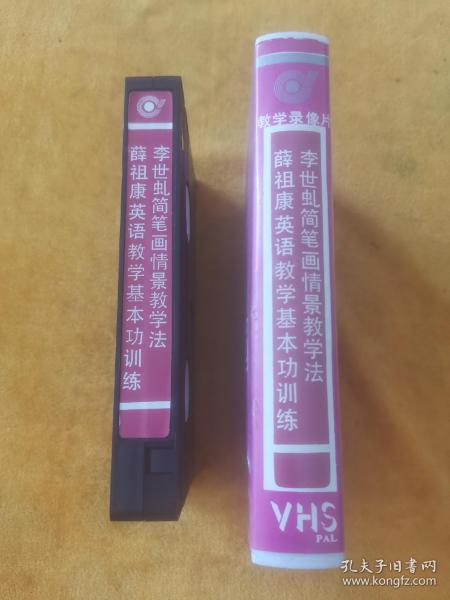 李世虬简笔画情景教学法
薛祖康英语教学基本功训练
教学录像片
李世虬简笔画情景教学法
薛祖康英语教学基本功训练
VHS
PAL
孔夫子旧书网
www.kongfz.com